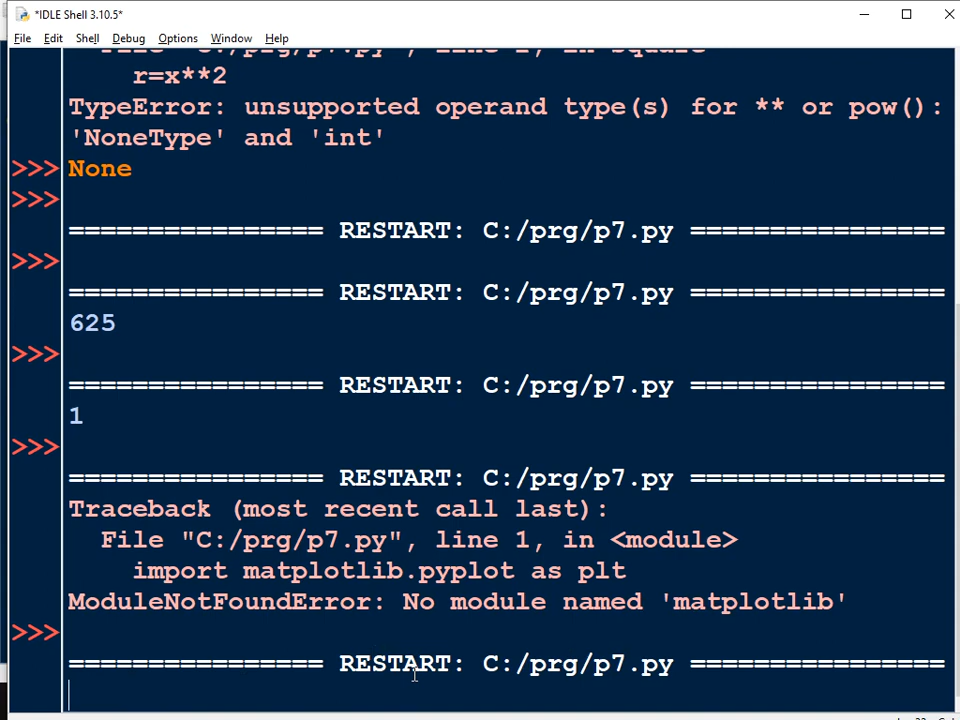 *IDLE Shell 3.10.5*
File Edit Shell Debug Options Window Help
r=x**2
TypeError: unsupported operand type(s) for ** or pow():
'NoneType' and 'int'
>>> None
>>>
================ RESTART: C:/prg/p7.py ================
>>>
================ RESTART: C:/prg/p7.py ================
625
>>>
================ RESTART: C:/prg/p7.py ================
1
>>>
================ RESTART: C:/prg/p7.py ================
Traceback (most recent call last):
File "C:/prg/p7.py", line 1, in <module>
import matplotlib.pyplot as plt
ModuleNotFoundError: No module named 'matplotlib'
>>>
================ RESTART: C:/prg/p7.py ================